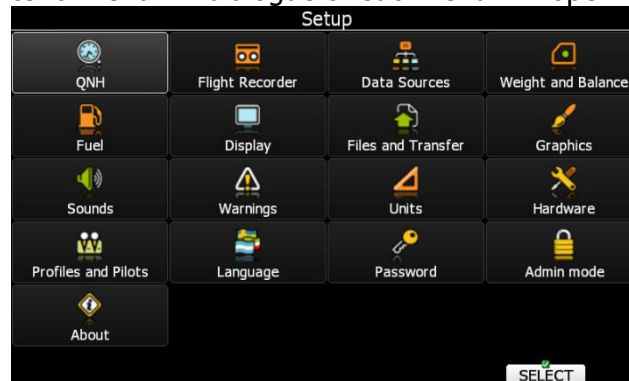 Setup
QNH Flight Recorder Data Sources Weight and Balance
Fuel Display Files and Transfer Graphics
Sounds Warnings Units Hardware
Profiles and Pilots Language Password Admin mode
About
SELECT